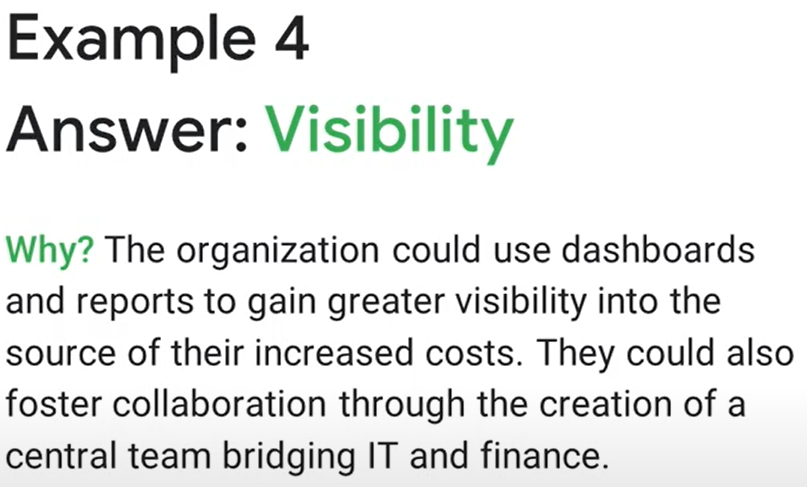 Example 4
Answer: Visibility
Why? The organization could use dashboards
and reports to gain greater visibility into the
source of their increased costs. They could also
foster collaboration through the creation of a
central team bridging IT and finance.